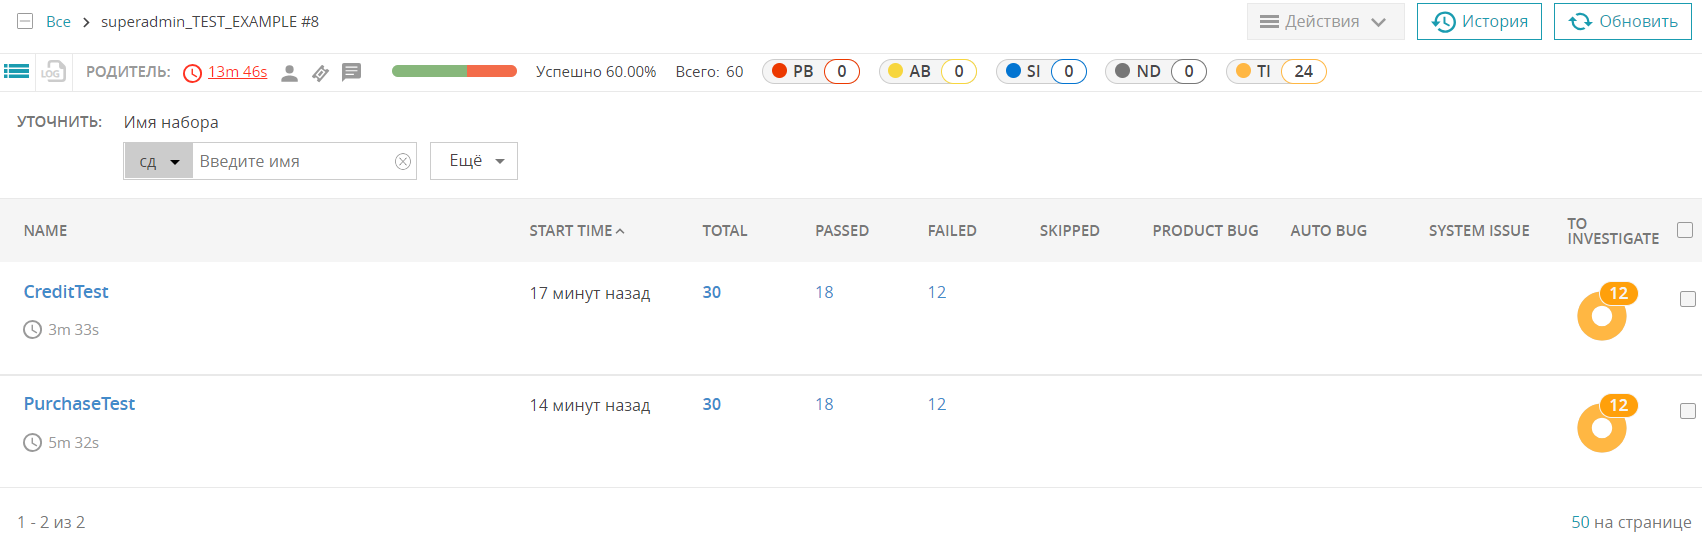 Все > superadmin_TEST_EXAMPLE #8 Действия История Обновить
LOG РОДИТЕЛЬ: 13m 46s Успешно 60.00% Всего: 60 PB 0 AB 0 SI 0 ND 0 TI 24
УТОЧНИТЬ: Имя набора
сд Введите имя Ещё
NAME START TIME TOTAL PASSED FAILED SKIPPED PRODUCT BUG AUTO BUG SYSTEM ISSUE TO INVESTIGATE
CreditTest 17 минут назад 30 18 12 12
3m 33s
PurchaseTest 14 минут назад 30 18 12 12
5m 32s
1 - 2 из 2 50 на странице